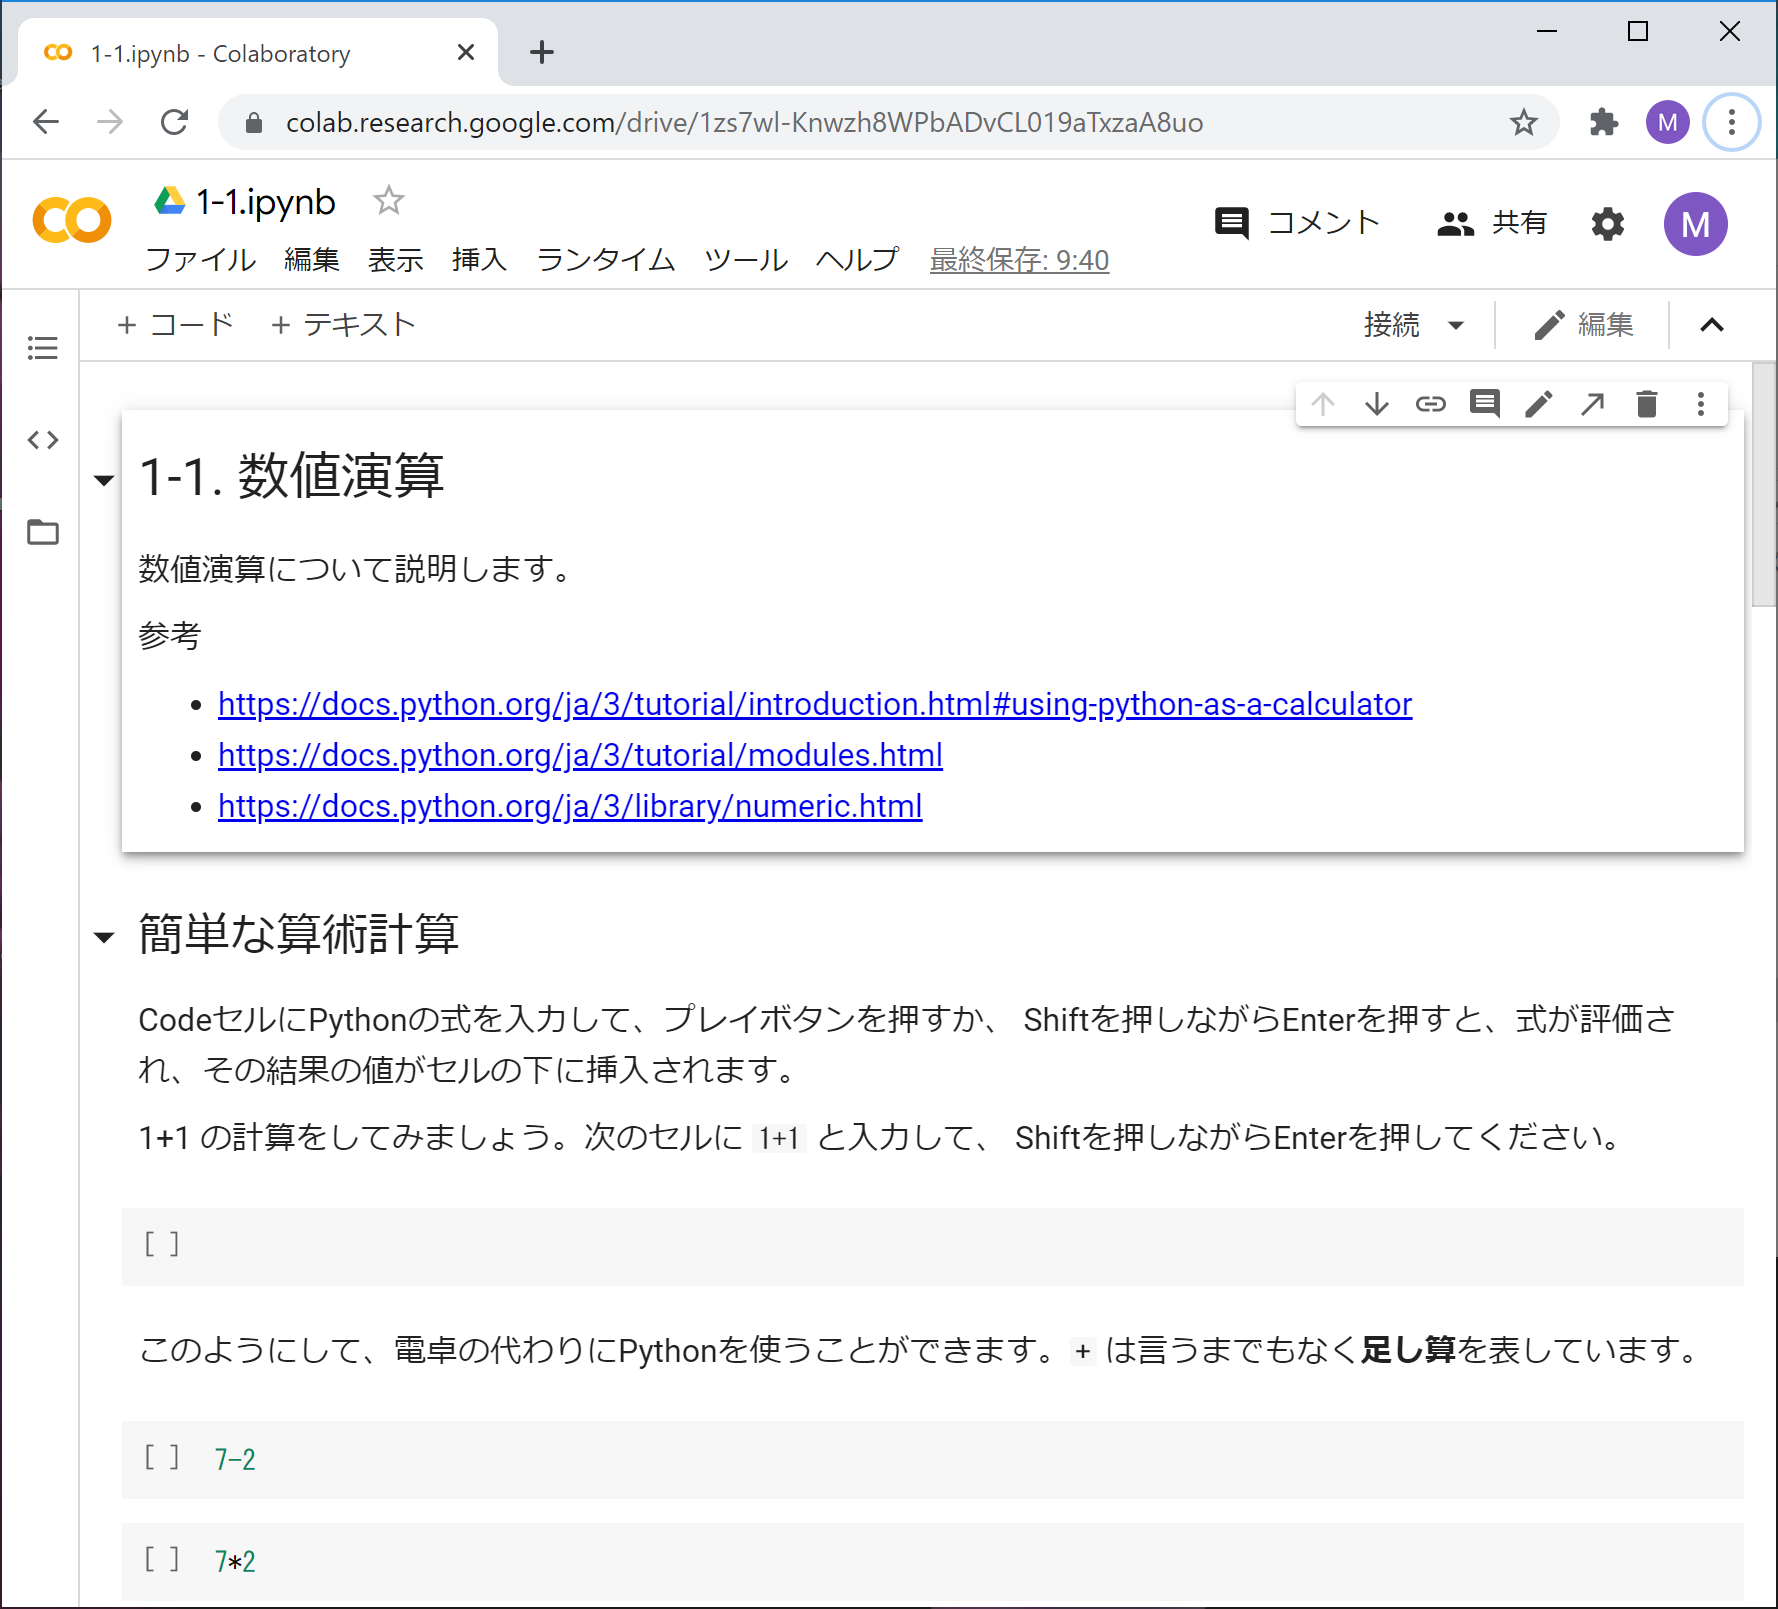 1-1.ipynb - Colaboratory
colab.research.google.com/drive/1zs7wl-Knwzh8WPbADvCL019aTxzaA8uo
M
1-1.ipynb
コメント 共有 M
ファイル 編集 表示 挿入 ランタイム ツール ヘルプ 最終保存: 9:40
+ コード + テキスト 接続 編集
1-1. 数値演算
数値演算について説明します。
参考
• https://docs.python.org/ja/3/tutorial/introduction.html#using-python-as-a-calculator
• https://docs.python.org/ja/3/tutorial/modules.html
• https://docs.python.org/ja/3/library/numeric.html
簡単な算術計算
CodeセルにPythonの式を入力して、プレイボタンを押すか、 Shiftを押しながらEnterを押すと、式が評価さ
れ、その結果の値がセルの下に挿入されます。
1+1 の計算をしてみましょう。次のセルに 1+1 と入力して、 Shiftを押しながらEnterを押してください。
[ ]
このようにして、電卓の代わりにPythonを使うことができます。 + は言うまでもなく足し算を表しています。
[ ] 7-2
[ ] 7*2